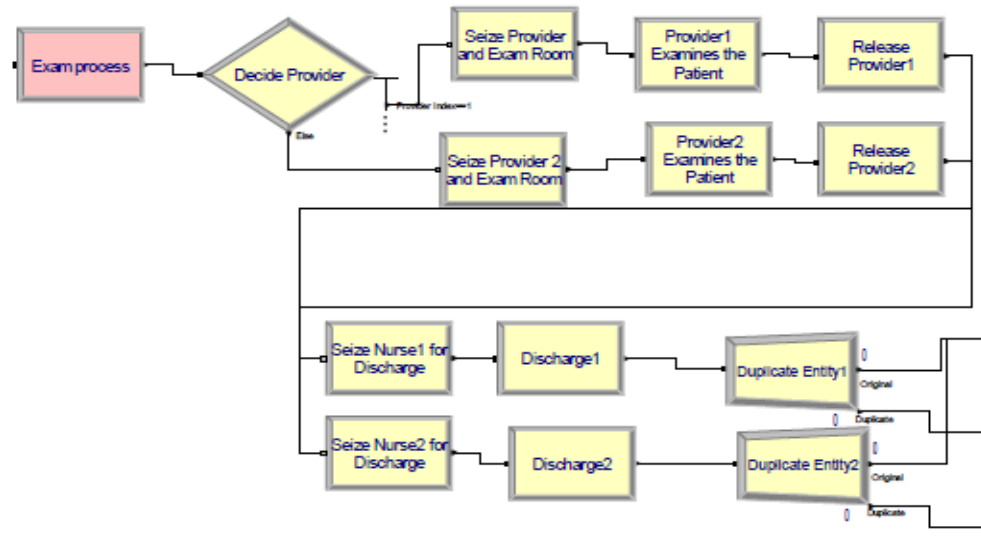 Exam process
Decide Provider
Provider Index==1
Else
Seize Provider
and Exam Room
Provider1
Examines the
Patient
Release
Provider1
Seize Provider 2
and Exam Room
Provider2
Examines the
Patient
Release
Provider2
Seize Nurse1 for
Discharge
Discharge1
Duplicate Entity1
0
Original
0
Duplicate
Seize Nurse2 for
Discharge
Discharge2
Duplicate Entity2
0
Original
0
Duplicate